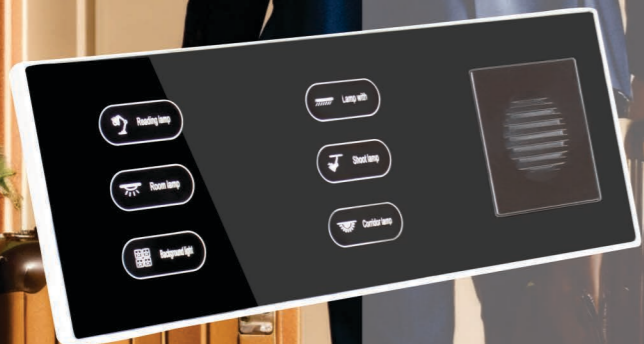 Reading lamp
Room lamp
Background light
Lamp with
Shoot lamp
Corridor lamp